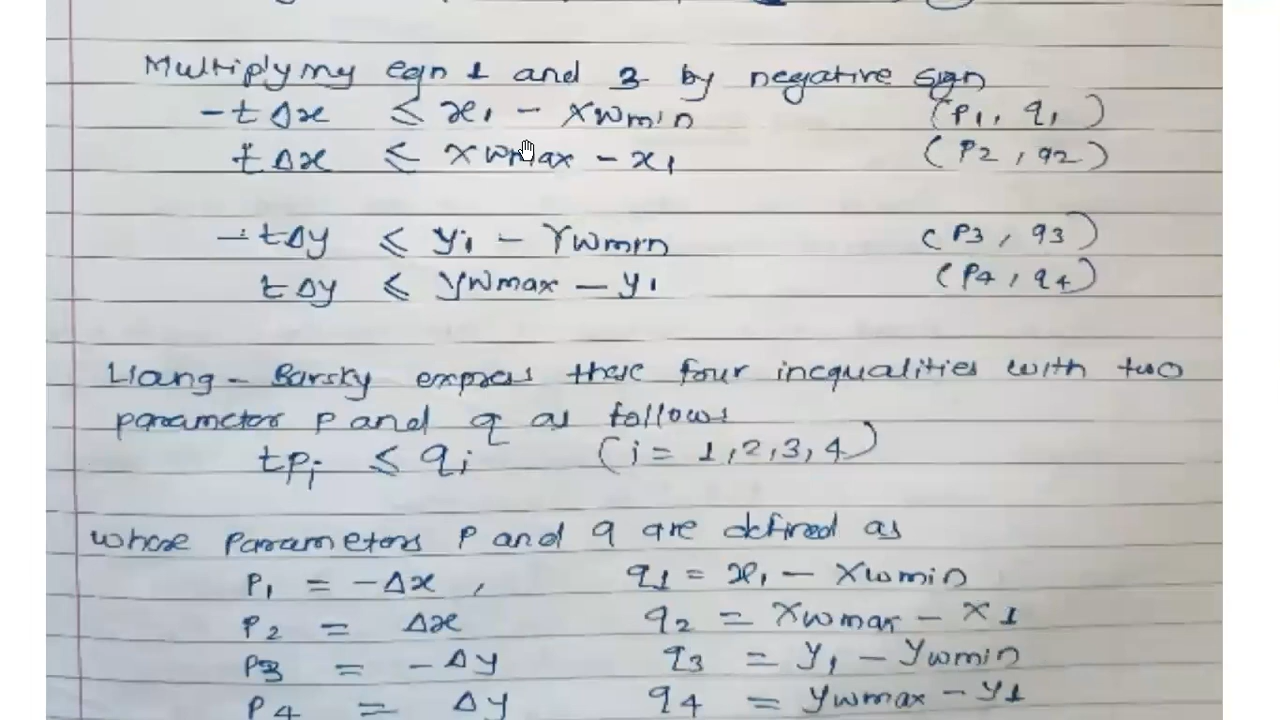 Multiplying eqn 1 and 3 by negative sign
-tΔx ≤ x1 - xwmin (P1, q1)
tΔx ≤ xwmax - x1 (P2, q2)
-tΔy ≤ y1 - Ywmin (P3, q3)
tΔy ≤ ywmax - y1 (P4, q4)
Liang - Barsky express these four inequalities with two
parameter p and q as follows
tpi ≤ qi (i = 1,2,3,4)
whose Parameters P and q are defined as
P1 = -Δx , q1 = x1 - xwmin
P2 = Δx q2 = xwmax - x1
P3 = -Δy q3 = y1 - ywmin
P4 = Δy q4 = ywmax - y1